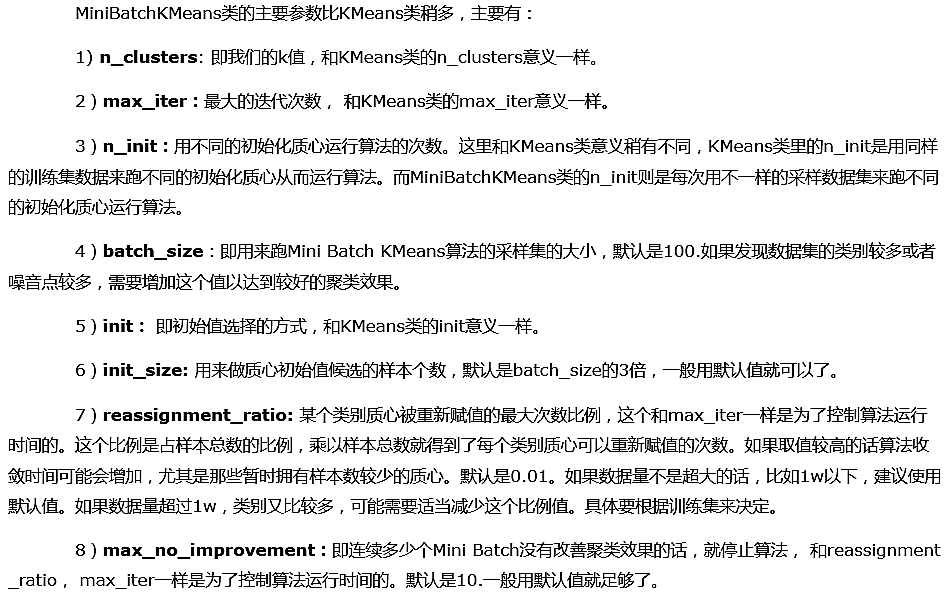 MiniBatchKMeans类的主要参数比KMeans类稍多，主要有：
1) n_clusters: 即我们的k值，和KMeans类的n_clusters意义一样。
2）max_iter：最大的迭代次数， 和KMeans类的max_iter意义一样。
3）n_init：用不同的初始化质心运行算法的次数。这里和KMeans类意义稍有不同，KMeans类里的n_init是用同样
的训练集数据来跑不同的初始化质心从而运行算法。而MiniBatchKMeans类的n_init则是每次用不一样的采样数据集来跑不同
的初始化质心运行算法。
4）batch_size：即用来跑Mini Batch KMeans算法的采样集的大小，默认是100.如果发现数据集的类别较多或者
噪音点较多，需要增加这个值以达到较好的聚类效果。
5）init： 即初始值选择的方式，和KMeans类的init意义一样。
6）init_size: 用来做质心初始值候选的样本个数，默认是batch_size的3倍，一般用默认值就可以了。
7）reassignment_ratio: 某个类别质心被重新赋值的最大次数比例，这个和max_iter一样是为了控制算法运行
时间的。这个比例是占样本总数的比例，乘以样本总数就得到了每个类别质心可以重新赋值的次数。如果取值较高的话算法收
敛时间可能会增加，尤其是那些暂时拥有样本数较少的质心。默认是0.01。如果数据量不是超大的话，比如1w以下，建议使用
默认值。如果数据量超过1w，类别又比较多，可能需要适当减少这个比例值。具体要根据训练集来决定。
8）max_no_improvement：即连续多少个Mini Batch没有改善聚类效果的话，就停止算法， 和reassignment
_ratio， max_iter一样是为了控制算法运行时间的。默认是10.一般用默认值就足够了。